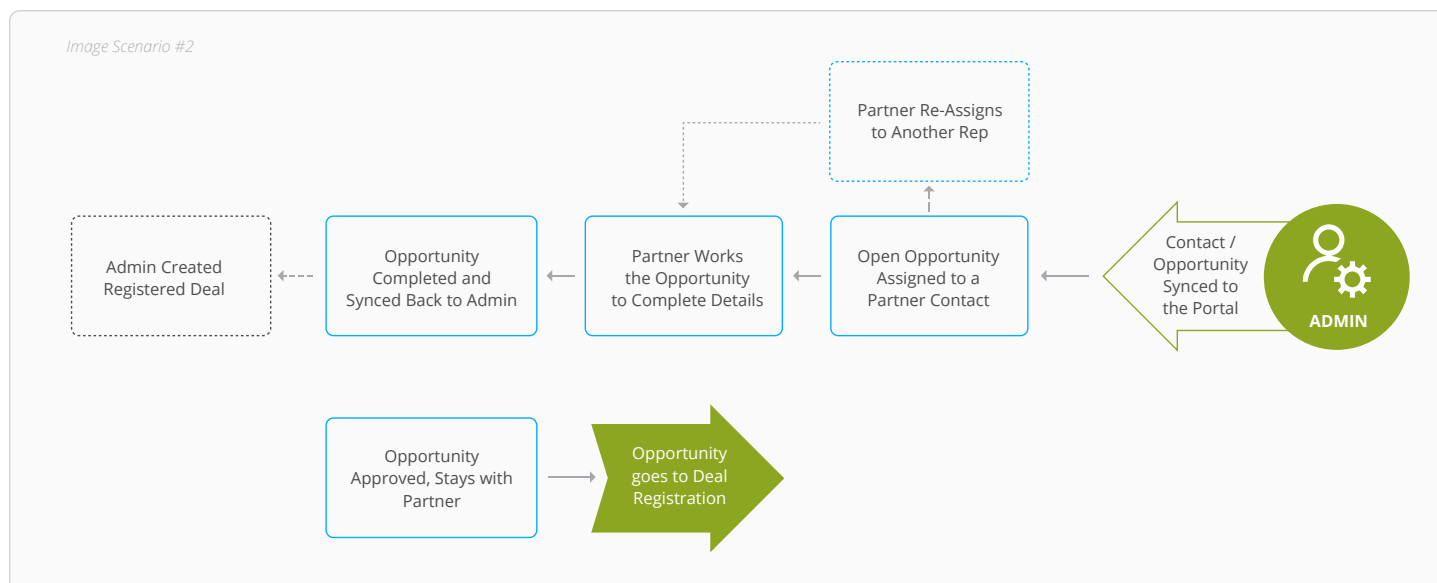 Image Scenario #2
Partner Re-Assigns
to Another Rep
Admin Created
Registered Deal
Opportunity
Completed and
Synced Back to Admin
Partner Works
the Opportunity
to Complete Details
Open Opportunity
Assigned to a
Partner Contact
Contact /
Opportunity
Synced to
the Portal
ADMIN
Opportunity
Approved, Stays with
Partner
Opportunity
goes to Deal
Registration